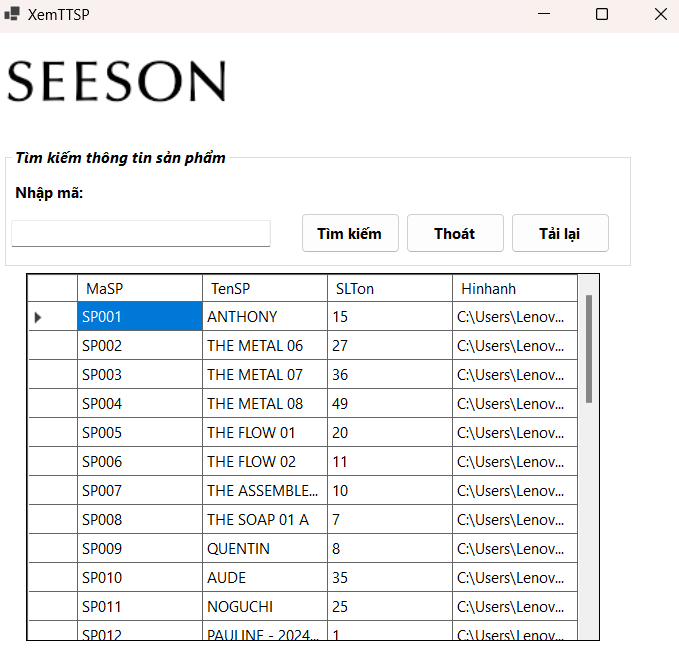 XemTTSP
SEESON
Tìm kiếm thông tin sản phẩm
Nhập mã:
Tìm kiếm Thoát Tải lại
MaSP TenSP SLTon Hinhanh
SP001 ANTHONY 15 C:\Users\Lenov...
SP002 THE METAL 06 27 C:\Users\Lenov...
SP003 THE METAL 07 36 C:\Users\Lenov...
SP004 THE METAL 08 49 C:\Users\Lenov...
SP005 THE FLOW 01 20 C:\Users\Lenov...
SP006 THE FLOW 02 11 C:\Users\Lenov...
SP007 THE ASSEMBLE... 10 C:\Users\Lenov...
SP008 THE SOAP 01 A 7 C:\Users\Lenov...
SP009 QUENTIN 8 C:\Users\Lenov...
SP010 AUDE 35 C:\Users\Lenov...
SP011 NOGUCHI 25 C:\Users\Lenov...
SP012 PAULINE - 2024... 1 C:\Users\Lenov...